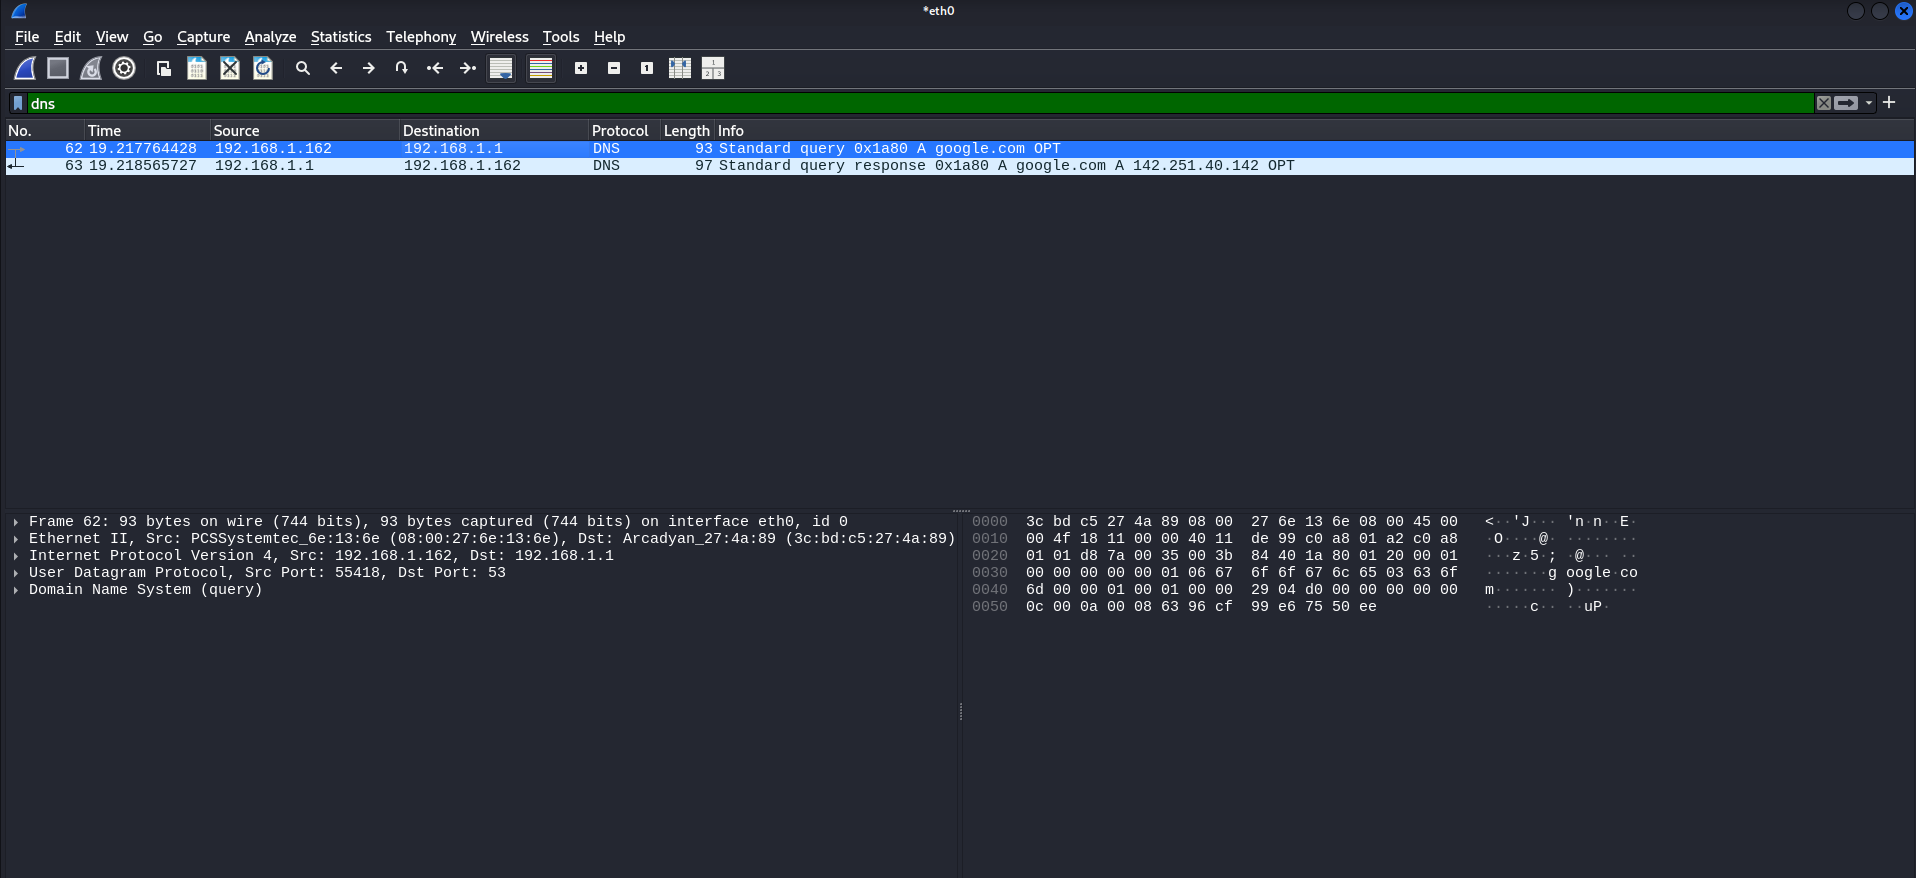 *eth0
File Edit View Go Capture Analyze Statistics Telephony Wireless Tools Help
dns
No. Time Source Destination Protocol Length Info
62 19.217764428 192.168.1.162 192.168.1.1 DNS 93 Standard query 0x1a80 A google.com OPT
63 19.218565727 192.168.1.1 192.168.1.162 DNS 97 Standard query response 0x1a80 A google.com A 142.251.40.142 OPT
Frame 62: 93 bytes on wire (744 bits), 93 bytes captured (744 bits) on interface eth0, id 0
Ethernet II, Src: PCSSystemtec_6e:13:6e (08:00:27:6e:13:6e), Dst: Arcadyan_27:4a:89 (3c:bd:c5:27:4a:89)
Internet Protocol Version 4, Src: 192.168.1.162, Dst: 192.168.1.1
User Datagram Protocol, Src Port: 55418, Dst Port: 53
Domain Name System (query)
0000 3c bd c5 27 4a 89 08 00 27 6e 13 6e 08 00 45 00 <··'J··· 'n·n··E·
0010 00 4f 18 11 00 00 40 11 de 99 c0 a8 01 a2 c0 a8 ·O····@· ········
0020 01 01 d8 7a 00 35 00 3b 84 40 1a 80 01 20 00 01 ···z·5·; ·@··· ··
0030 00 00 00 00 00 01 06 67 6f 6f 67 6c 65 03 63 6f ·······g oogle·co
0040 6d 00 00 01 00 01 00 00 29 04 d0 00 00 00 00 00 m······· )·······
0050 0c 00 0a 00 08 63 96 cf 99 e6 75 50 ee ·····c·· ··uP·